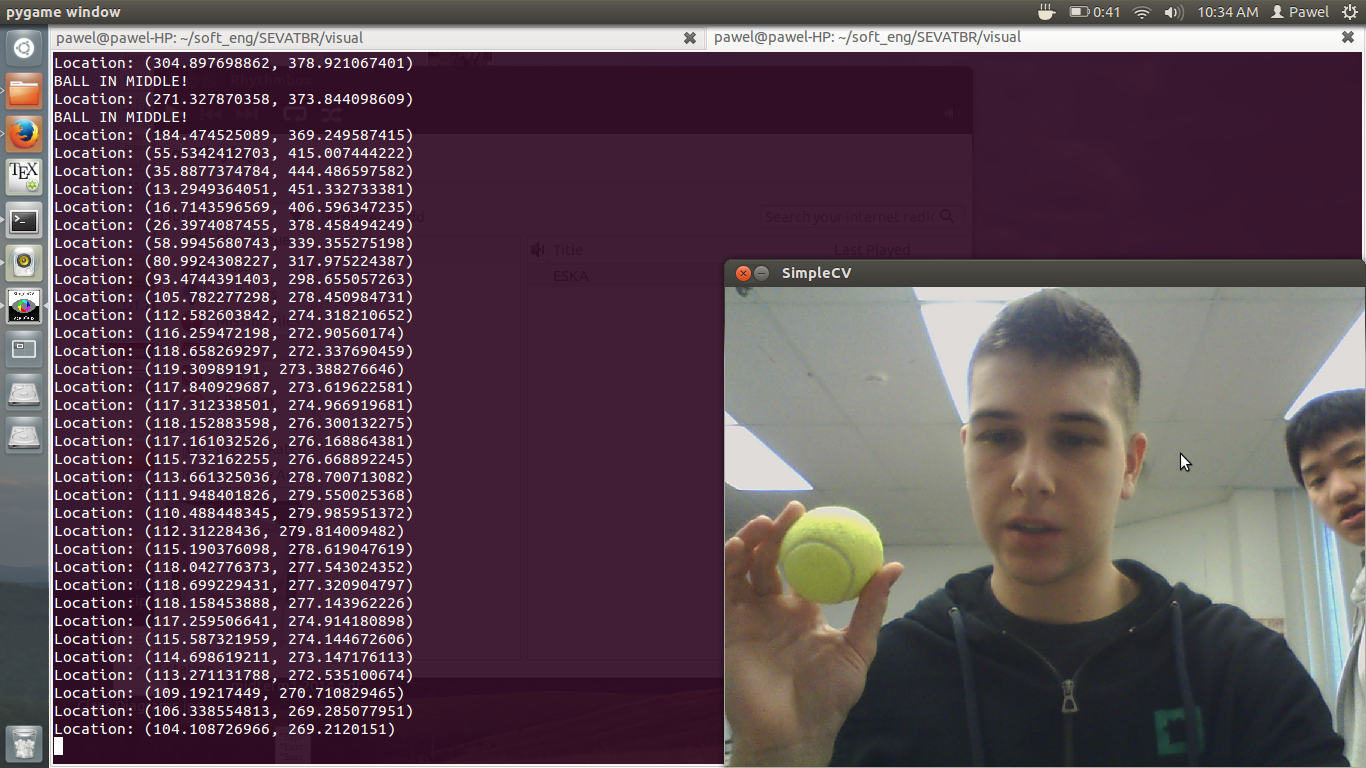 pygame window
0:41
10:34 AM
Pawel
pawel@pawel-HP: ~/soft_eng/SEVATBR/visual
pawel@pawel-HP: ~/soft_eng/SEVATBR/visual
Location: (304.897698862, 378.921067401)
BALL IN MIDDLE!
Location: (271.327870358, 373.844098609)
BALL IN MIDDLE!
Location: (184.474525089, 369.249587415)
Location: (55.5342412703, 415.007444222)
Location: (35.8877374784, 444.486597582)
Location: (13.2949364051, 451.332733381)
Location: (16.7143596569, 406.596347235)
Location: (26.3974087455, 378.458494249)
Location: (58.9945680743, 339.355275198)
Location: (80.9924308227, 317.975224387)
Location: (93.4744391403, 298.655057263)
Location: (105.782277298, 278.450984731)
Location: (112.582603842, 274.318210652)
Location: (116.259472198, 272.90560174)
Location: (118.658269297, 272.337690459)
Location: (119.30989191, 273.388276646)
Location: (117.840929687, 273.619622581)
Location: (117.312338501, 274.966919681)
Location: (118.152883598, 276.300132275)
Location: (117.161032526, 276.168864381)
Location: (115.732162255, 276.668892245)
Location: (113.661325036, 278.700713082)
Location: (111.948401826, 279.550025368)
Location: (110.488448345, 279.985951372)
Location: (112.31228436, 279.814009482)
Location: (115.190376098, 278.619047619)
Location: (118.042776373, 277.543024352)
Location: (118.699229431, 277.320904797)
Location: (118.158453888, 277.143962226)
Location: (117.259506641, 274.914180898)
Location: (115.587321959, 274.144672606)
Location: (114.698619211, 273.147176113)
Location: (113.271131788, 272.535100674)
Location: (109.19217449, 270.710829465)
Location: (106.338554813, 269.285077951)
Location: (104.108726966, 269.2120151)
Rhythmbox
Search your internet radio
Title
Last Played
ESKA
SimpleCV
TEX